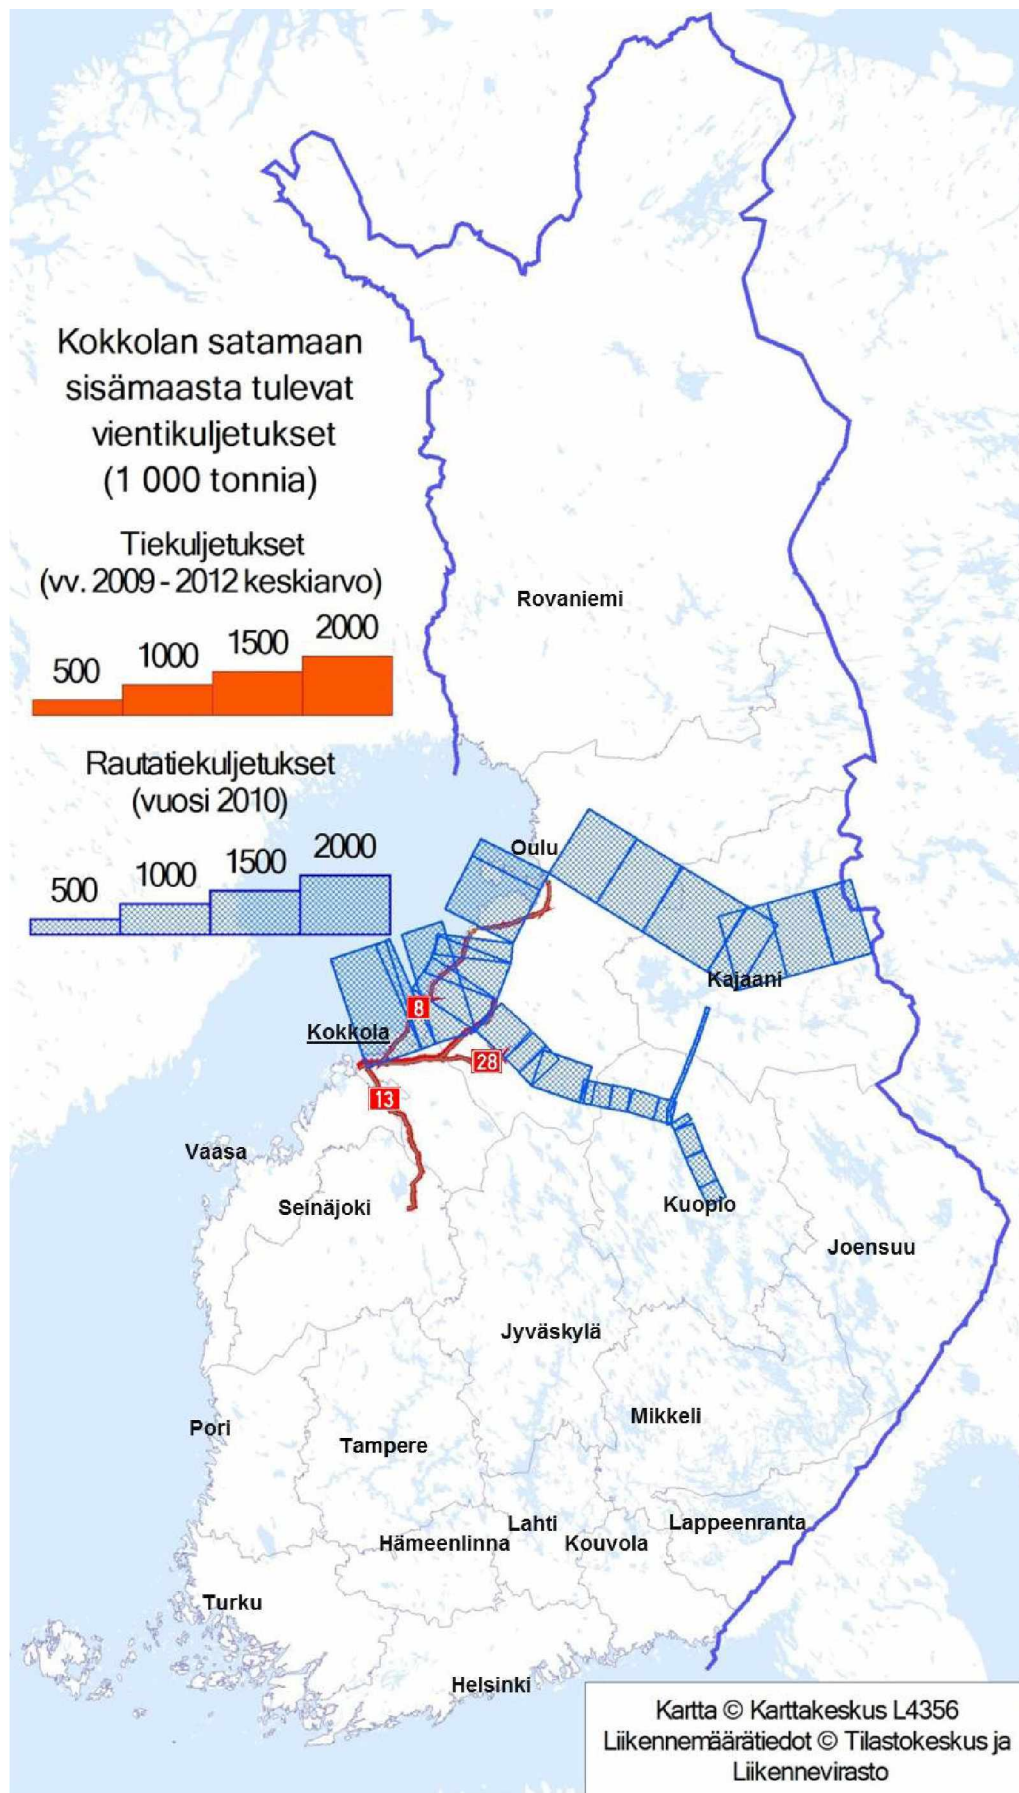 Kokkolan satamaan
sisämaasta tulevat
vientikuljetukset
(1 000 tonnia)
Tiekuljetukset
(vv. 2009 - 2012 keskiarvo)
500
1000
1500
2000
Rautatiekuljetukset
(vuosi 2010)
500
1000
1500
2000
Rovaniemi
Oulu
Kajaani
8
Kokkola
28
13
Vaasa
Seinäjoki
Kuopio
Joensuu
Jyväskylä
Mikkeli
Pori
Tampere
Lahti
Lappeenranta
Hämeenlinna
Kouvola
Turku
Helsinki
Kartta © Karttakeskus L4356
Liikennemäärätiedot © Tilastokeskus ja
Liikennevirasto